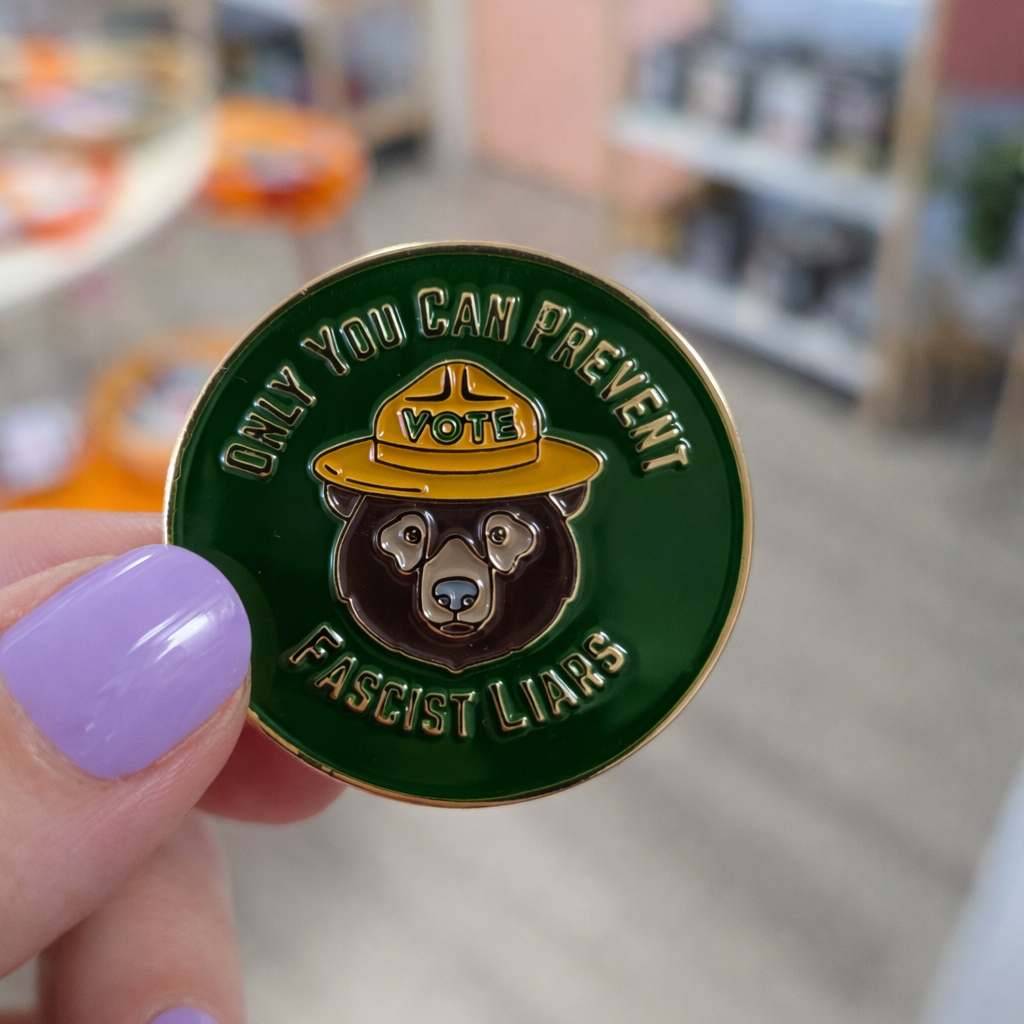 Only You Can Prevent
VOTE
Fascist Liars